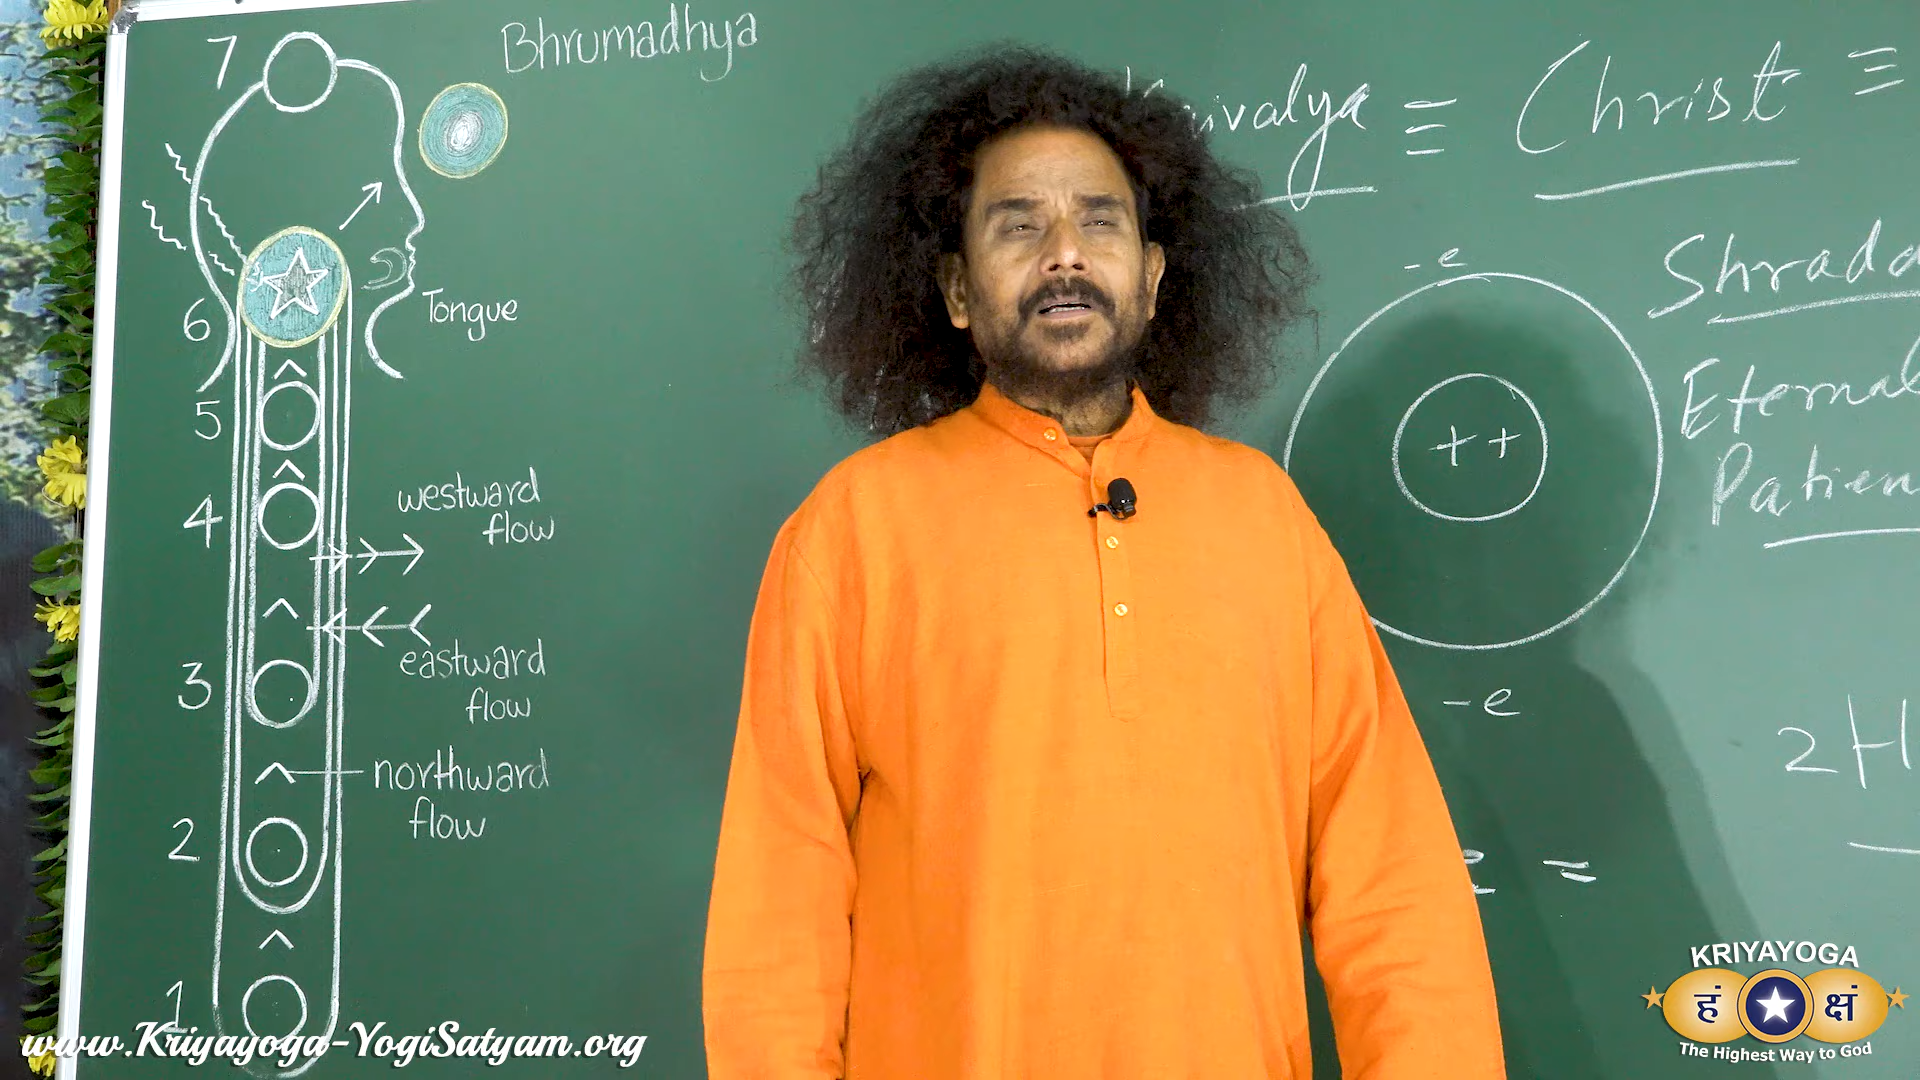 7
Bhrumadhya
Christ ≡
-e
Tongue
6
5
westward
flow
4
++
eastward
flow
3
-e
northward
flow
2
2H
=
1
KRIYAYOGA
हं क्षं
The Highest Way to God
www.Kriyayoga-YogiSatyam.org